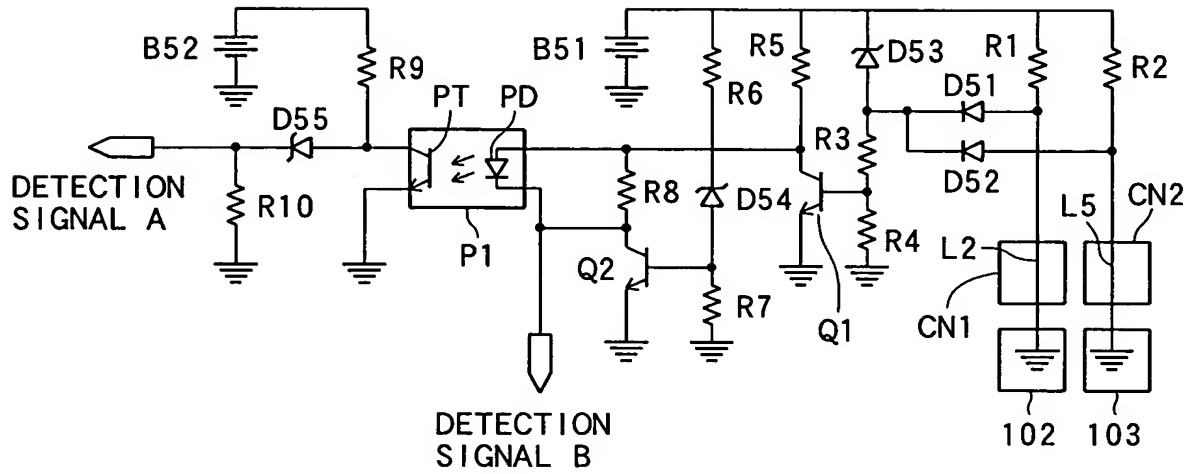 B52
R9
B51
R5
R6
D53
R1
R2
D51
D52
PT
PD
D55
DETECTION
SIGNAL A
R10
P1
R8
D54
R3
R4
Q2
R7
Q1
L2
L5
CN2
CN1
102
103
DETECTION
SIGNAL B